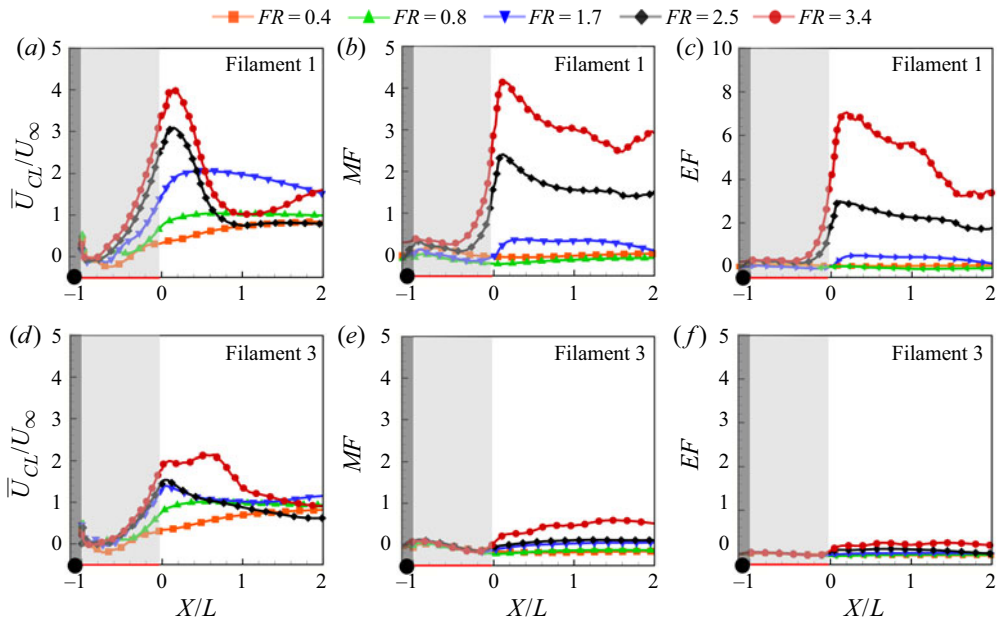 FR = 0.4 FR = 0.8 FR = 1.7 FR = 2.5 FR = 3.4
(a) (b) (c)
5 5 10
Filament 1 Filament 1 Filament 1
4 4 8
3 3 6
U̅_CL/U_∞ MF EF
2 2 4
1 1 2
0 0 0
−1 0 1 2 −1 0 1 2 −1 0 1 2
(d) (e) (f)
5 5 5
Filament 3 Filament 3 Filament 3
4 4 4
3 3 3
U̅_CL/U_∞ MF EF
2 2 2
1 1 1
0 0 0
−1 0 1 2 −1 0 1 2 −1 0 1 2
X/L X/L X/L